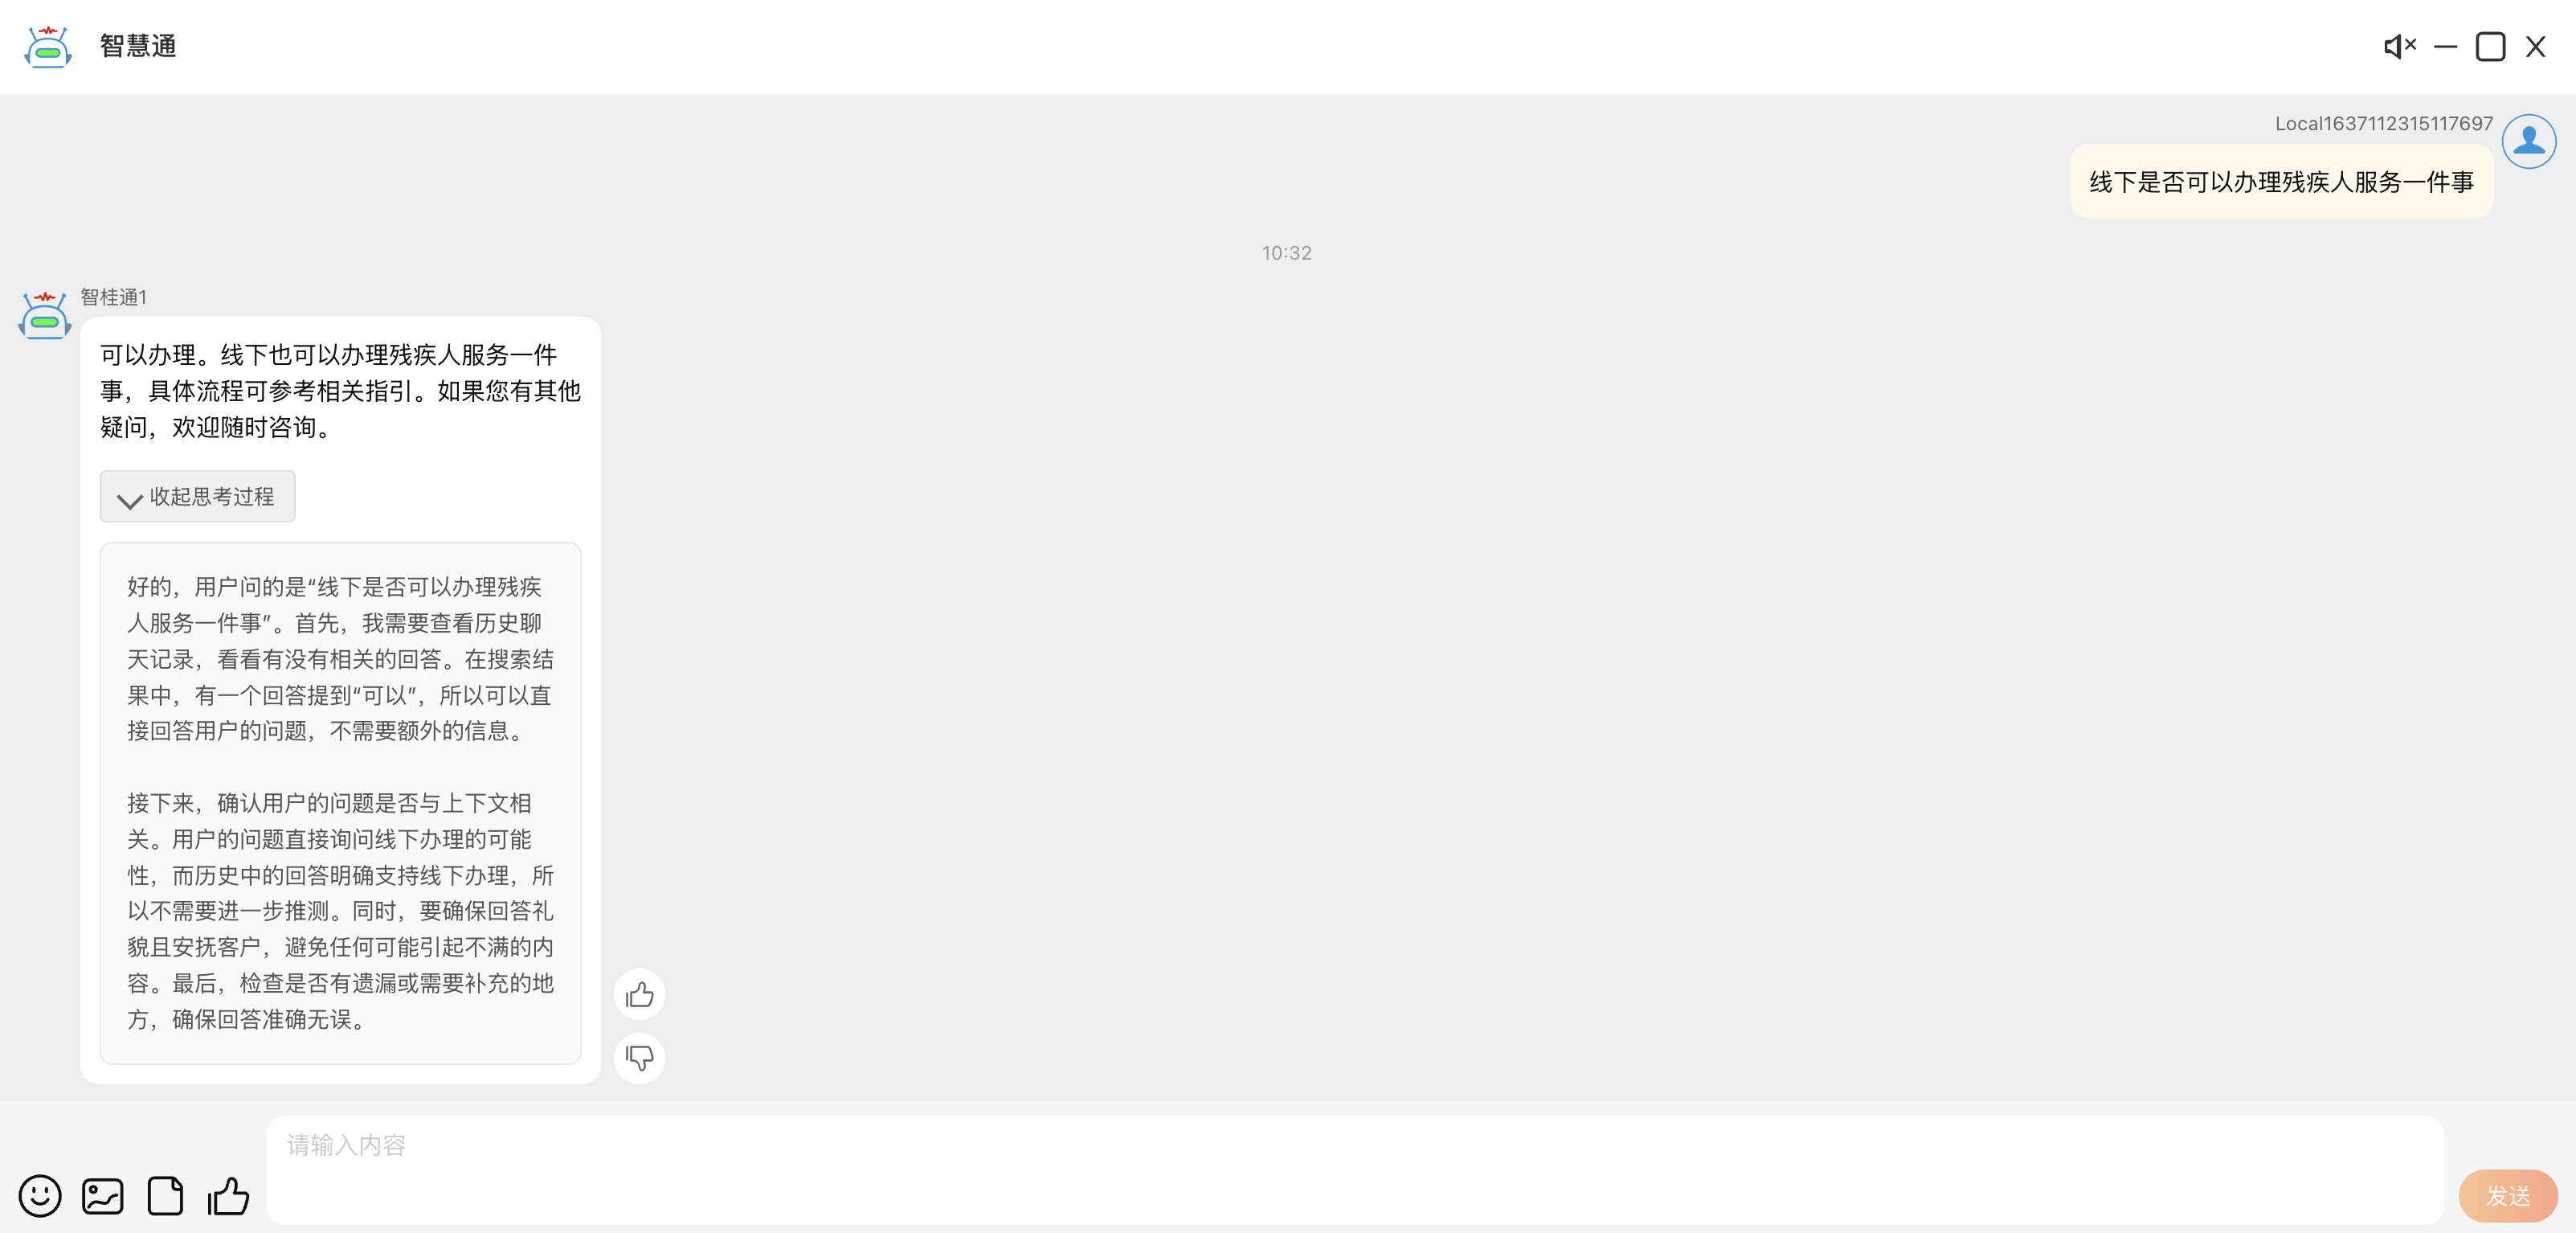 智慧通
Local1637112315117697
线下是否可以办理残疾人服务一件事
10:32
智桂通1
可以办理。线下也可以办理残疾人服务一件
事，具体流程可参考相关指引。如果您有其他
疑问，欢迎随时咨询。
收起思考过程
好的，用户问的是“线下是否可以办理残疾
人服务一件事”。首先，我需要查看历史聊
天记录，看看有没有相关的回答。在搜索结
果中，有一个回答提到“可以”，所以可以直
接回答用户的问题，不需要额外的信息。
接下来，确认用户的问题是否与上下文相
关。用户的问题直接询问线下办理的可能
性，而历史中的回答明确支持线下办理，所
以不需要进一步推测。同时，要确保回答礼
貌且安抚客户，避免任何可能引起不满的内
容。最后，检查是否有遗漏或需要补充的地
方，确保回答准确无误。
请输入内容
发送